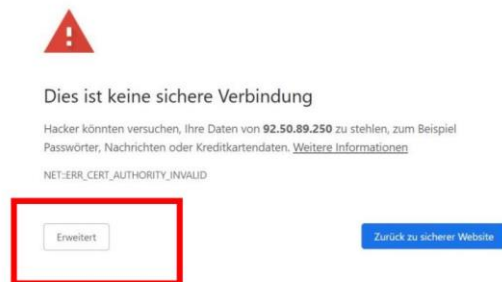 Dies ist keine sichere Verbindung
Hacker könnten versuchen, Ihre Daten von 92.50.89.250 zu stehlen, zum Beispiel
Passwörter, Nachrichten oder Kreditkartendaten. Weitere Informationen
NET::ERR_CERT_AUTHORITY_INVALID
Erweitert
Zurück zu sicherer Website